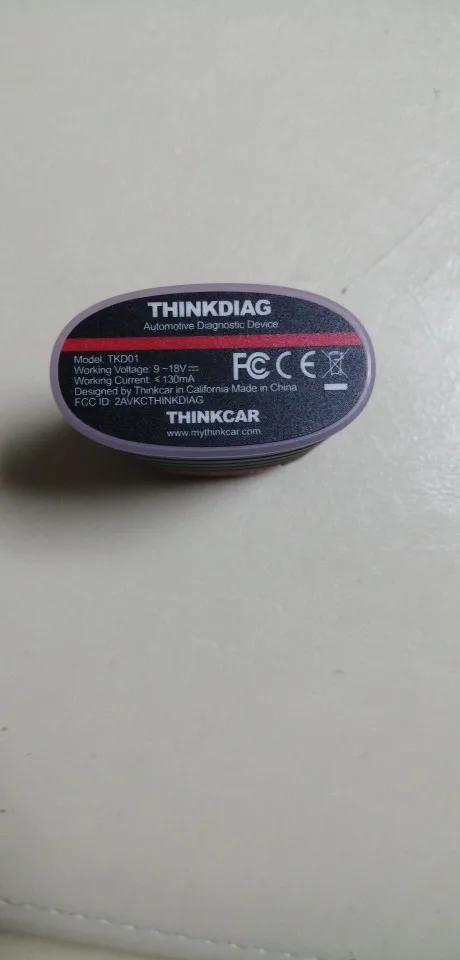 THINKDIAG
Automotive Diagnostic Device
Model: TKD01
Working Voltage: 9 ~18V⎓
Working Current: ≤130mA
Designed by Thinkcar in California Made in China
FCC ID: 2AVKCTHINKDIAG
FC CE
THINKCAR
www.mythinkcar.com